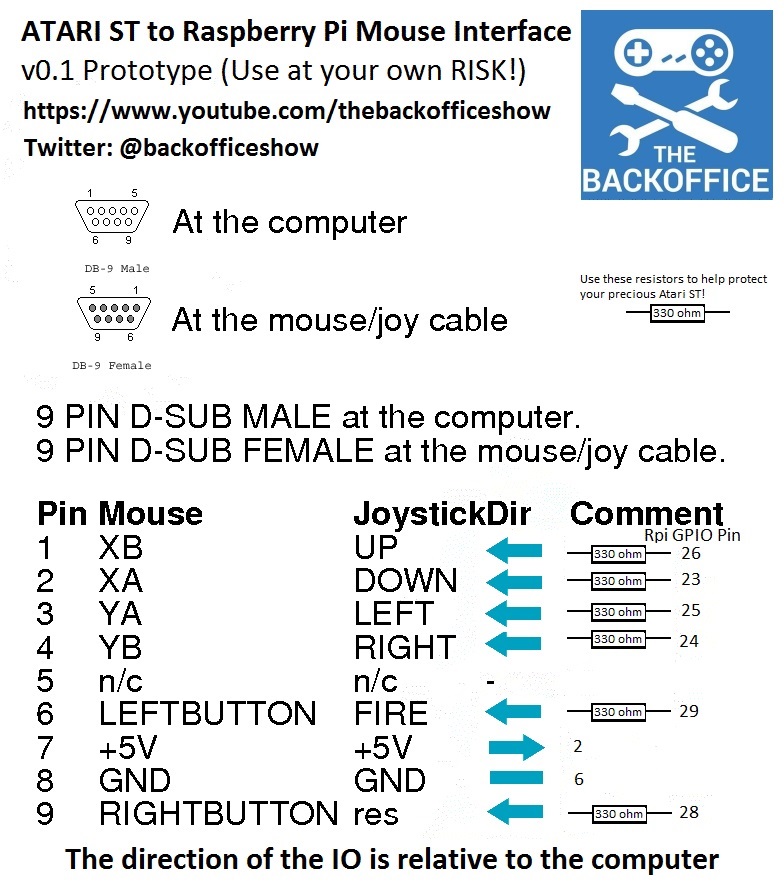 ATARI ST to Raspberry Pi Mouse Interface
v0.1 Prototype (Use at your own RISK!)
https://www.youtube.com/thebackofficeshow
Twitter: @backofficeshow
THE
BACKOFFICE
1 5
At the computer
6 9
DB-9 Male
5 1
At the mouse/joy cable
9 6
DB-9 Female
Use these resistors to help protect
your precious Atari ST!
330 ohm
9 PIN D-SUB MALE at the computer.
9 PIN D-SUB FEMALE at the mouse/joy cable.
Pin Mouse JoystickDir Comment
Rpi GPIO Pin
1 XB UP 330 ohm 26
2 XA DOWN 330 ohm 23
3 YA LEFT 330 ohm 25
4 YB RIGHT 330 ohm 24
5 n/c n/c -
6 LEFTBUTTON FIRE 330 ohm 29
7 +5V +5V 2
8 GND GND 6
9 RIGHTBUTTON res 330 ohm 28
The direction of the IO is relative to the computer